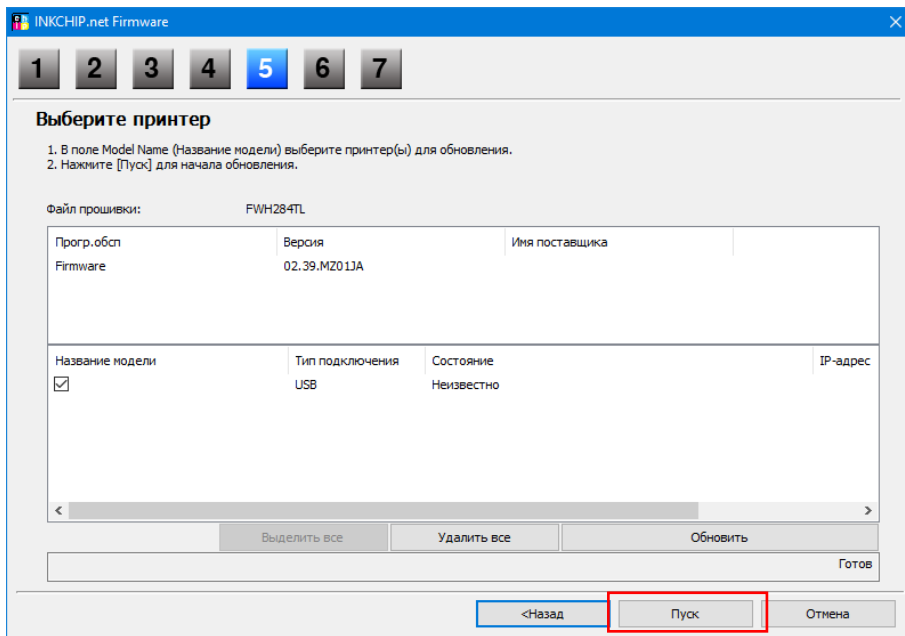 INKCHIP.net Firmware
1 2 3 4 5 6 7
Выберите принтер
1. В поле Model Name (Название модели) выберите принтер(ы) для обновления.
2. Нажмите [Пуск] для начала обновления.
Файл прошивки: FWH284TL
Прогр.обсп Версия Имя поставщика
Firmware 02.39.MZ01JA
Название модели Тип подключения Состояние IP-адрес
USB Неизвестно
Выделить все Удалить все Обновить
Готов
<Назад Пуск Отмена